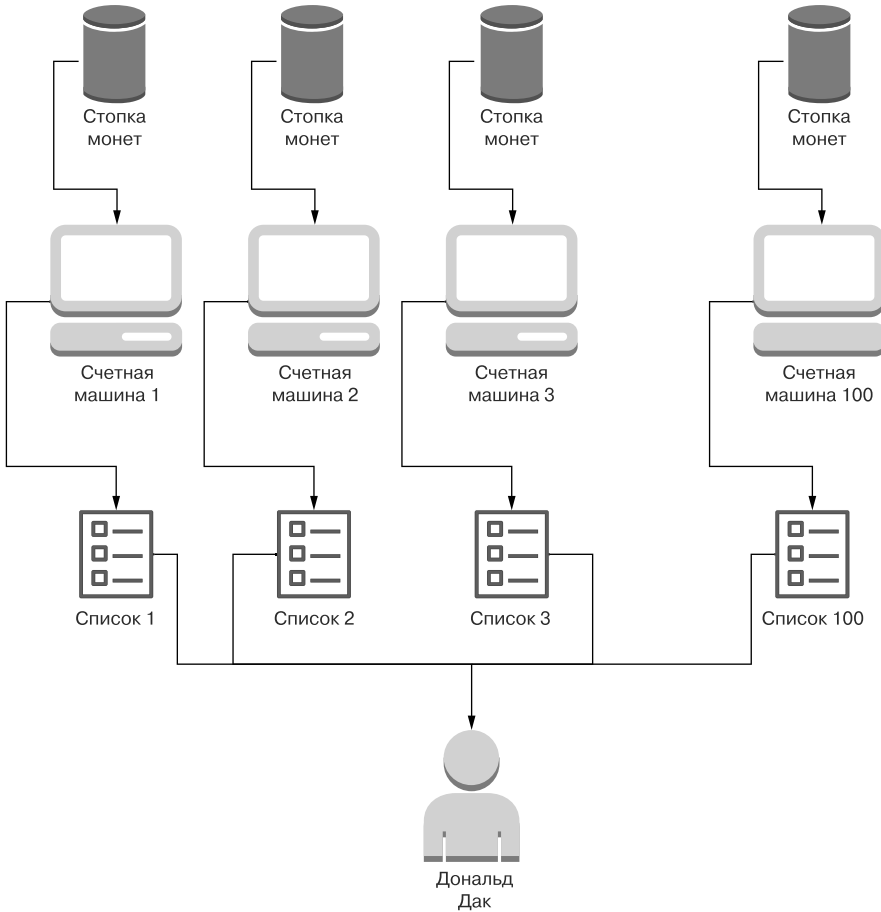 Стопка
монет
Стопка
монет
Стопка
монет
Стопка
монет
Счетная
машина 1
Счетная
машина 2
Счетная
машина 3
Счетная
машина 100
Список 1
Список 2
Список 3
Список 100
Дональд
Дак